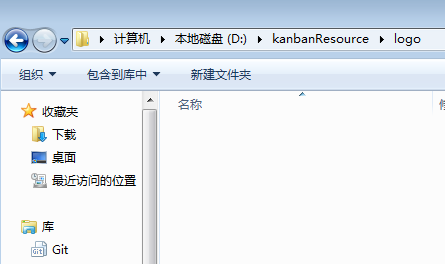 计算机 本地磁盘 (D:) kanbanResource logo
组织 包含到库中 新建文件夹
收藏夹
下载
桌面
最近访问的位置
库
Git
名称